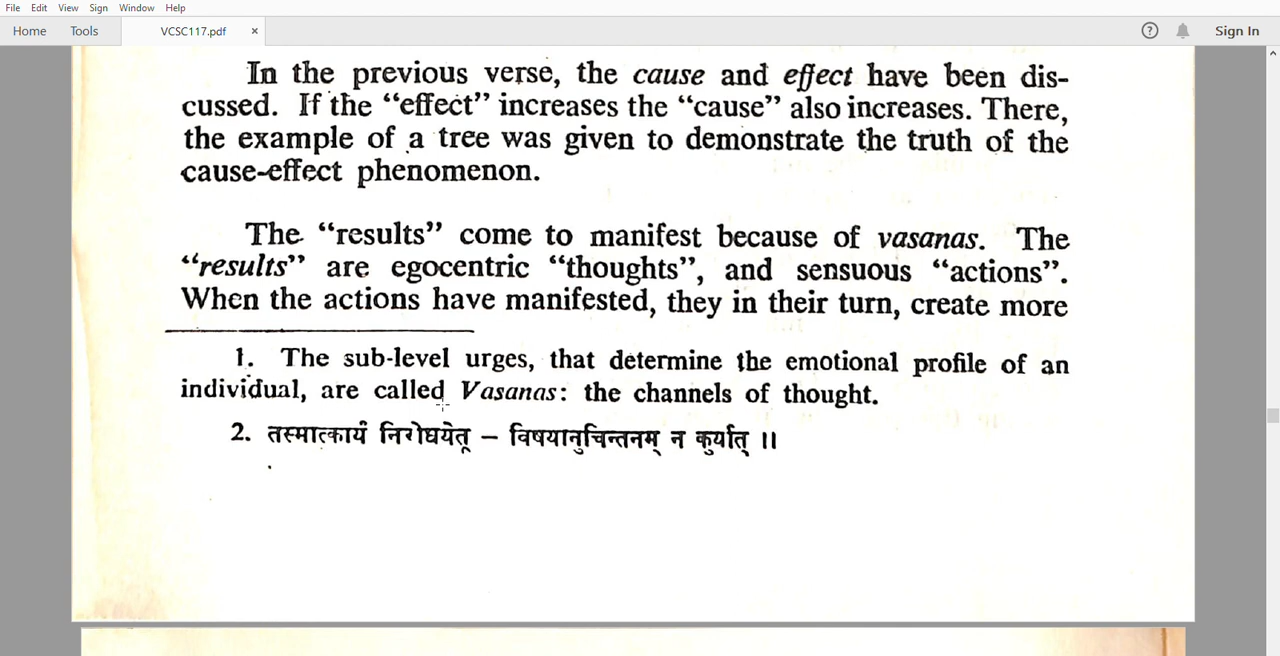 File Edit View Sign Window Help
Home Tools VCSC117.pdf × ? Sign In
In the previous verse, the cause and effect have been dis-
cussed. If the “effect” increases the “cause” also increases. There,
the example of a tree was given to demonstrate the truth of the
cause-effect phenomenon.
The “results” come to manifest because of vasanas. The
“results” are egocentric “thoughts”, and sensuous “actions”.
When the actions have manifested, they in their turn, create more
1. The sub-level urges, that determine the emotional profile of an
individual, are called Vasanas: the channels of thought.
2. तस्मात्कार्यं निरोधयेत् – विषयानुचिन्तनम् न कुर्यात् ॥